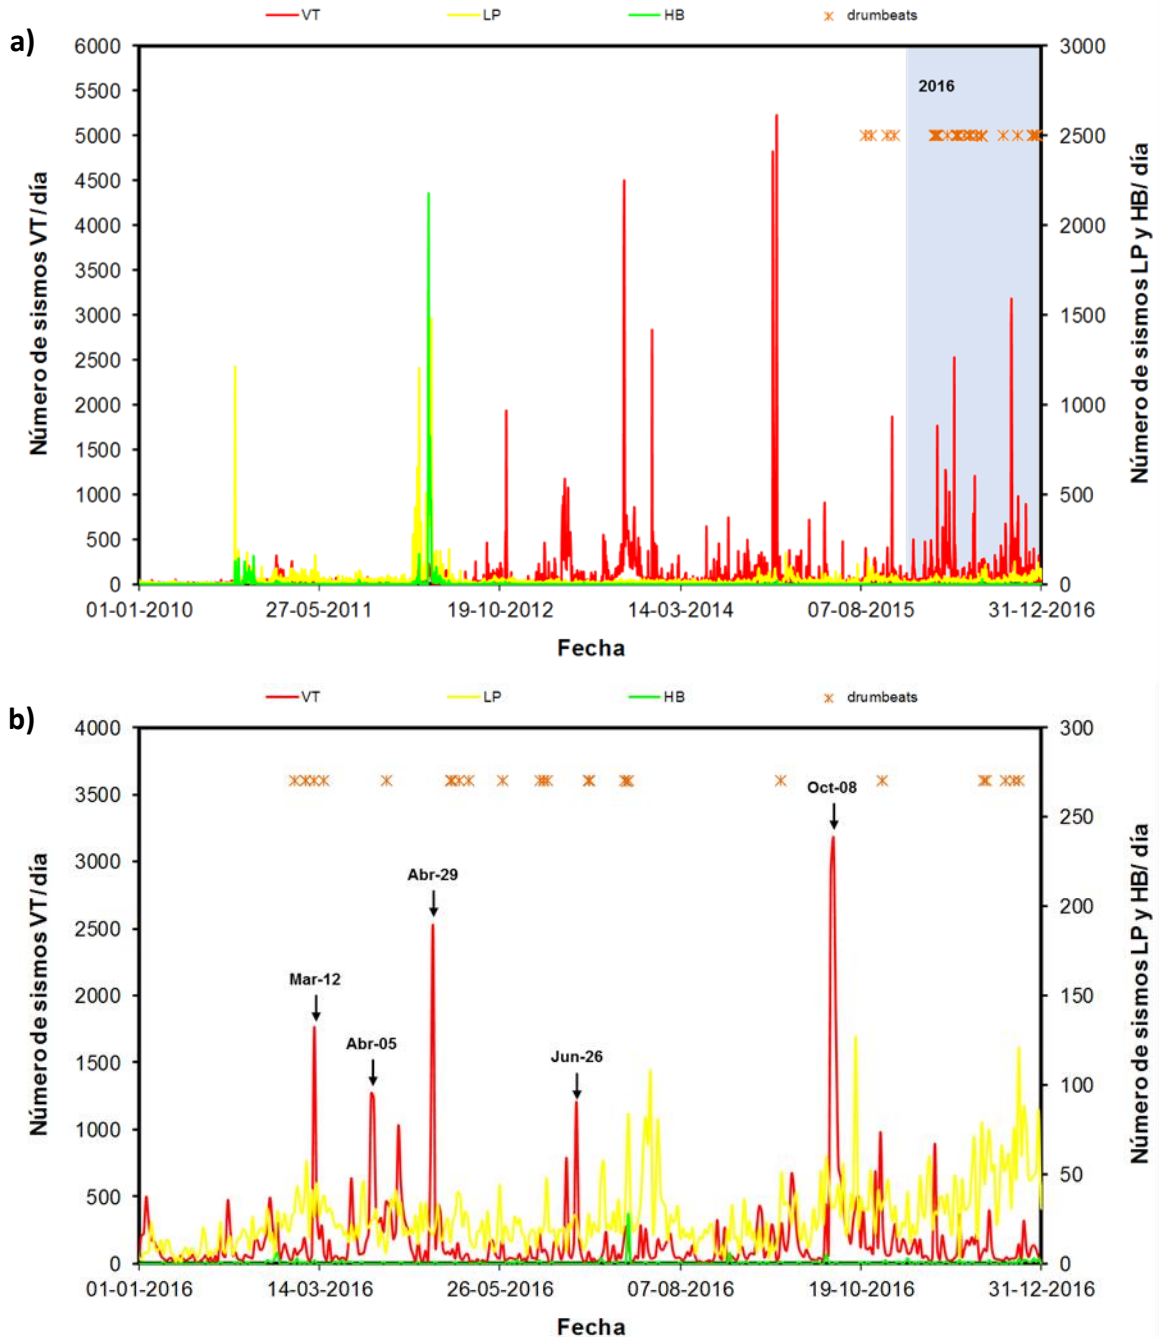 VT LP HB drumbeats
a)
6000
5500
5000
4500
4000
3500
3000
2500
2000
1500
1000
500
0
Número de sismos VT/día
2016
3000
2500
2000
1500
1000
500
0
Número de sismos LP y HB/ día
01-01-2010 27-05-2011 19-10-2012 14-03-2014 07-08-2015 31-12-2016
Fecha
VT LP HB drumbeats
b)
4000
3500
3000
2500
2000
1500
1000
500
0
Número de sismos VT/día
Oct-08
Abr-29
Mar-12
Abr-05
Jun-26
300
250
200
150
100
50
0
Número de sismos LP y HB/ día
01-01-2016 14-03-2016 26-05-2016 07-08-2016 19-10-2016 31-12-2016
Fecha